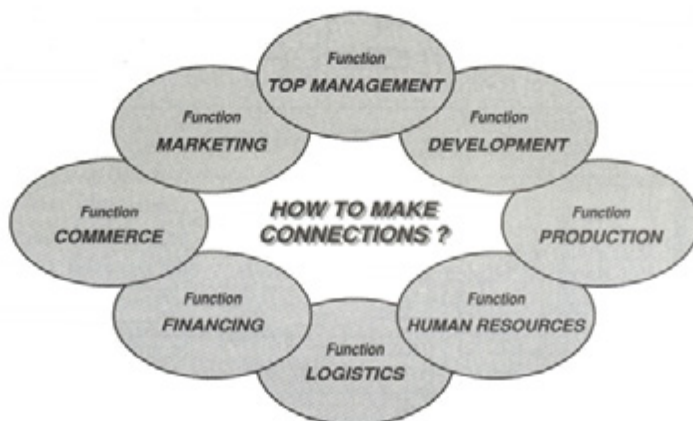 Function
TOP MANAGEMENT
Function
MARKETING
Function
DEVELOPMENT
Function
COMMERCE
HOW TO MAKE
CONNECTIONS ?
Function
PRODUCTION
Function
FINANCING
Function
HUMAN RESOURCES
Function
LOGISTICS